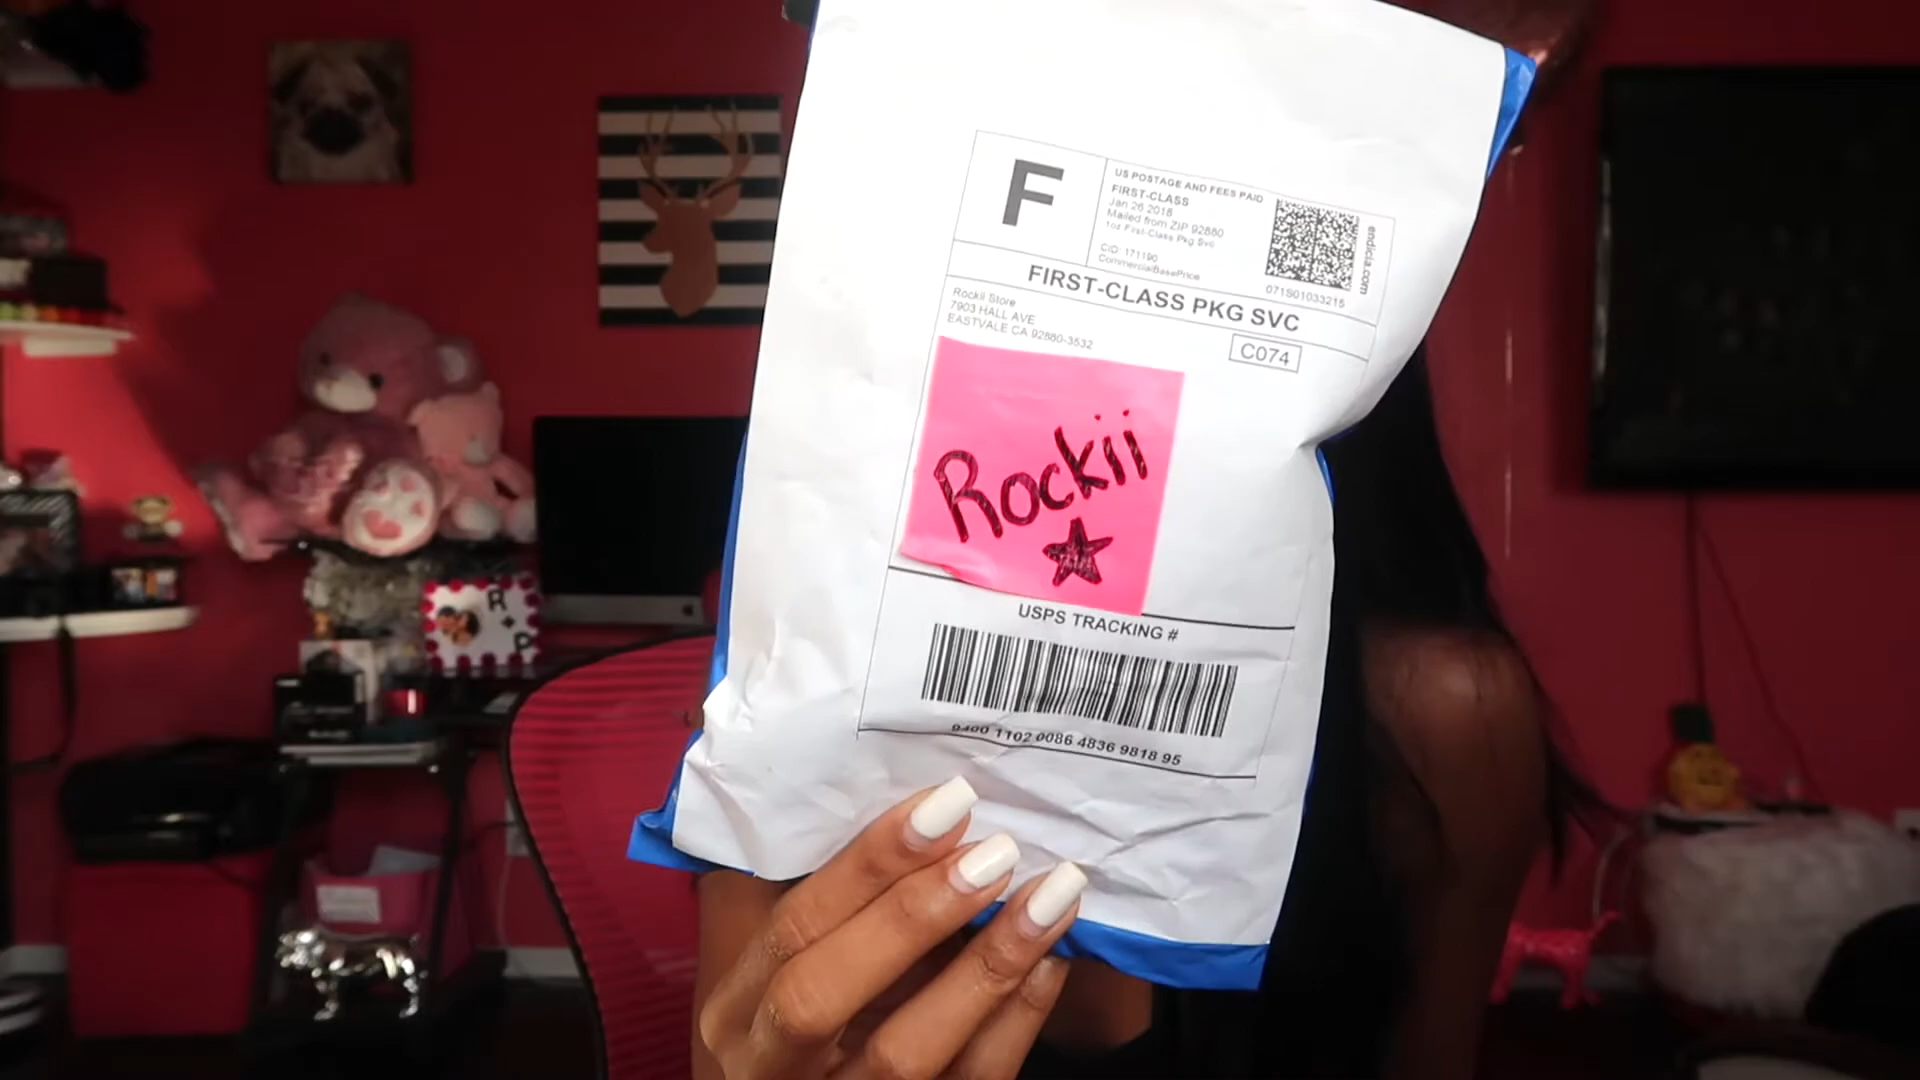 F
US POSTAGE AND FEES PAID
FIRST-CLASS
Jan 26 2018
Mailed from ZIP 92880
1oz First-Class Pkg Svc
CID: 171190
CommercialBasePrice
endicia.com
071S01033215
FIRST-CLASS PKG SVC
Rockii Store
7903 HALL AVE
EASTVALE CA 92880-3532
C074
Rockii
USPS TRACKING #
9400 1102 0086 4836 9818 95
R
+
P